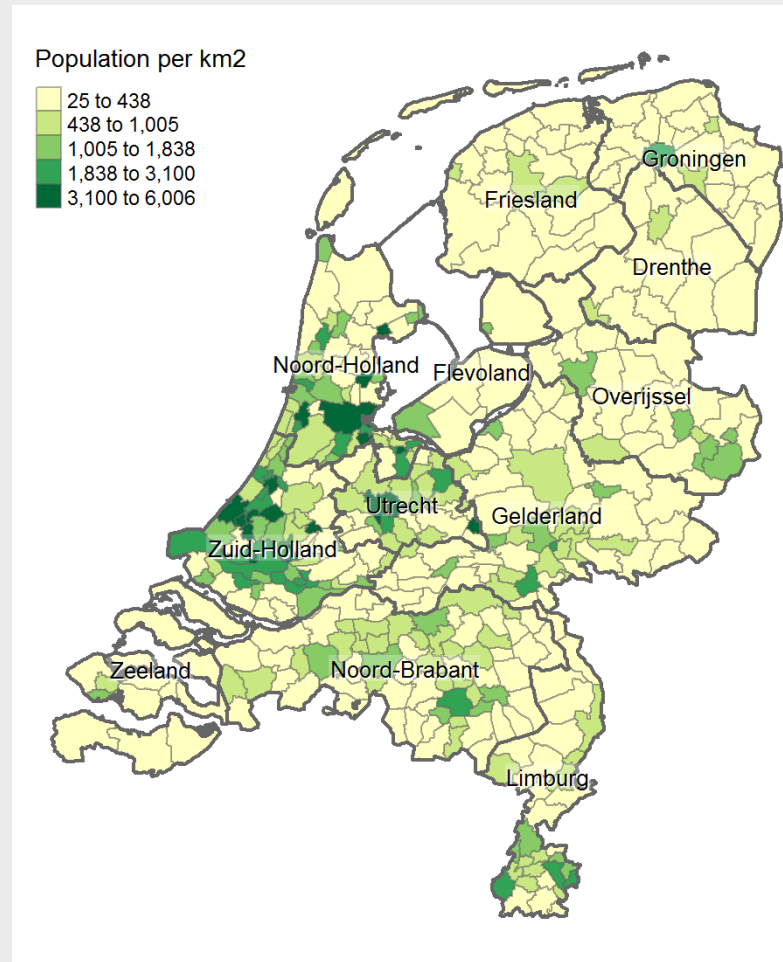 Population per km2
25 to 438
438 to 1,005
1,005 to 1,838
1,838 to 3,100
3,100 to 6,006
Groningen
Friesland
Drenthe
Noord-Holland
Flevoland
Overijssel
Utrecht
Gelderland
Zuid-Holland
Zeeland
Noord-Brabant
Limburg